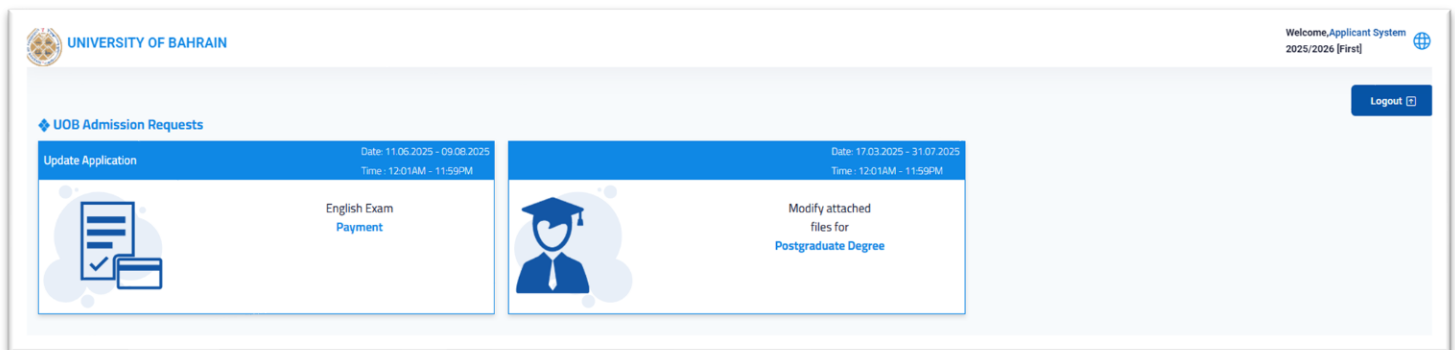 UNIVERSITY OF BAHRAIN
Welcome,Applicant System
2025/2026 [First]
Logout
UOB Admission Requests
Update Application
Date: 11.06.2025 - 09.08.2025
Time : 12:01AM - 11:59PM
English Exam
Payment
Date: 17.03.2025 - 31.07.2025
Time : 12:01AM - 11:59PM
Modify attached
files for
Postgraduate Degree